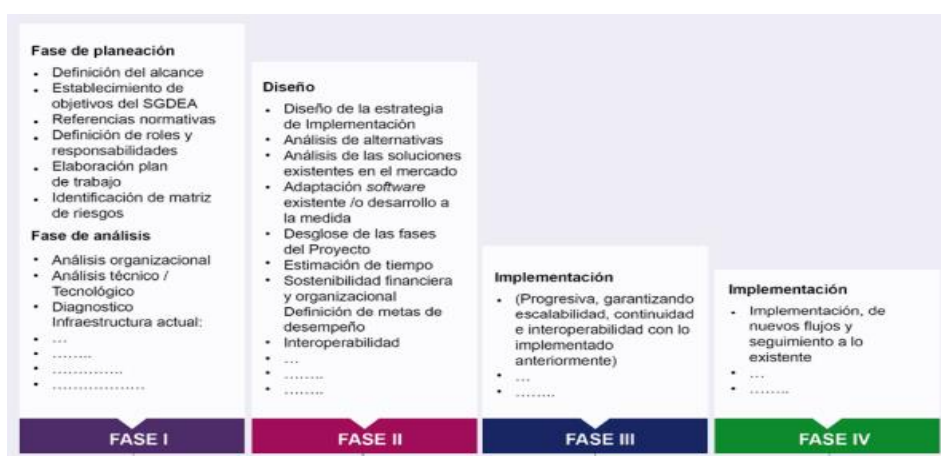 Fase de planeación
• Definición del alcance
• Establecimiento de
objetivos del SGDEA
• Referencias normativas
• Definición de roles y
responsabilidades
• Elaboración plan
de trabajo
• Identificación de matriz
de riesgos
Fase de análisis
• Análisis organizacional
• Análisis técnico /
Tecnológico
• Diagnostico
Infraestructura actual:
• ...
• ........
• ..............
• ..................
FASE I
Diseño
• Diseño de la estrategia
de Implementación
• Análisis de alternativas
• Análisis de las soluciones
existentes en el mercado
• Adaptación software
existente /o desarrollo a
la medida
• Desglose de las fases
del Proyecto
• Estimación de tiempo
• Sostenibilidad financiera
y organizacional
Definición de metas de
desempeño
• Interoperabilidad
• ...
• ........
• ........
FASE II
Implementación
• (Progresiva, garantizando
escalabilidad, continuidad
e interoperabilidad con lo
implementado
anteriormente)
• ...
• ........
FASE III
Implementación
• Implementación, de
nuevos flujos y
seguimiento a lo
existente
• ...
• ........
FASE IV